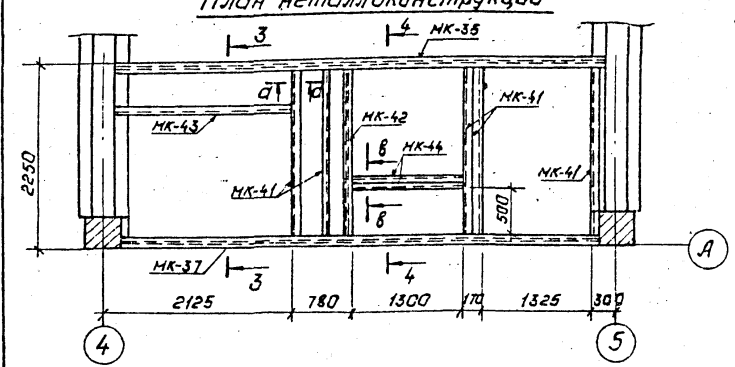 План металлоконструкций
3 4 МК-35
а а МК-41
МК-43 МК-42
в МК-44
2250 МК-41 МК-41
в 500
А
МК-37 3 4
2125 780 1300 170 1325 300
4 5